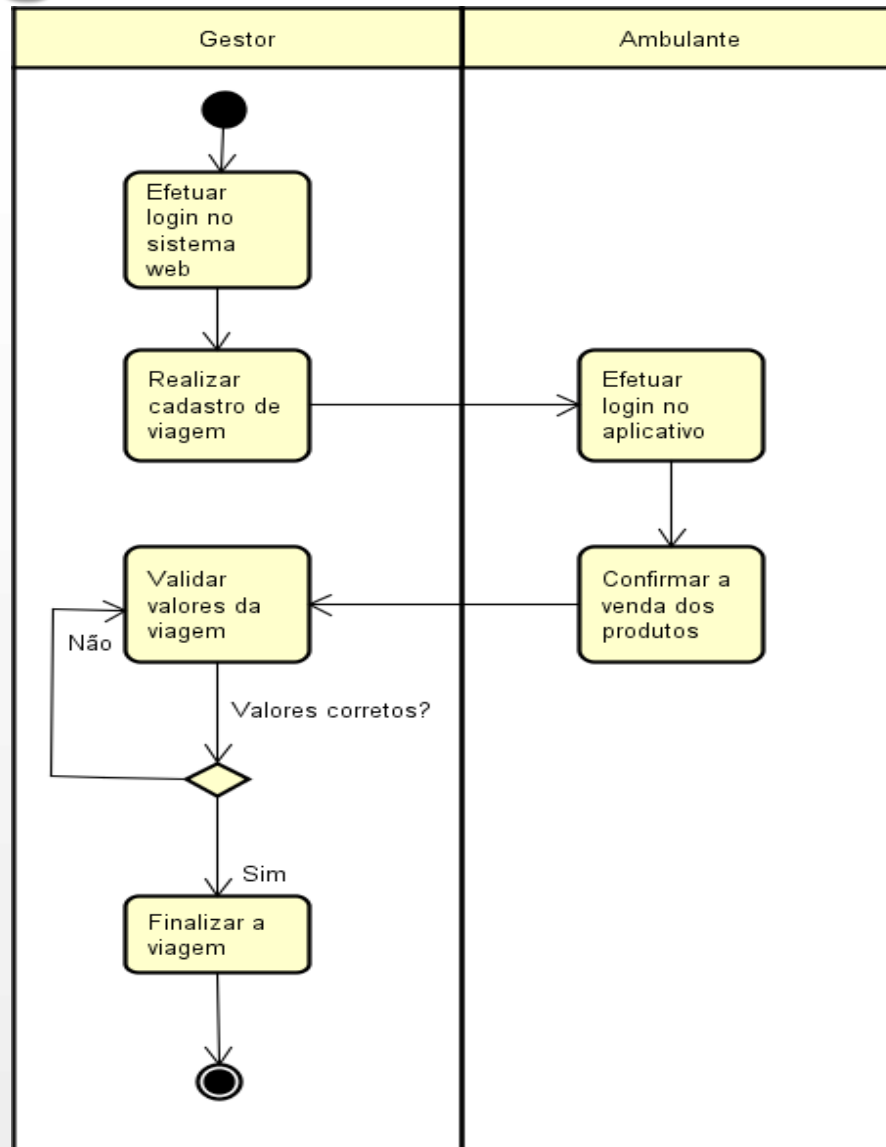 Gestor
Ambulante
Efetuar
login no
sistema
web
Realizar
cadastro de
viagem
Efetuar
login no
aplicativo
Validar
valores da
viagem
Confirmar a
venda dos
produtos
Não
Valores corretos?
Sim
Finalizar a
viagem